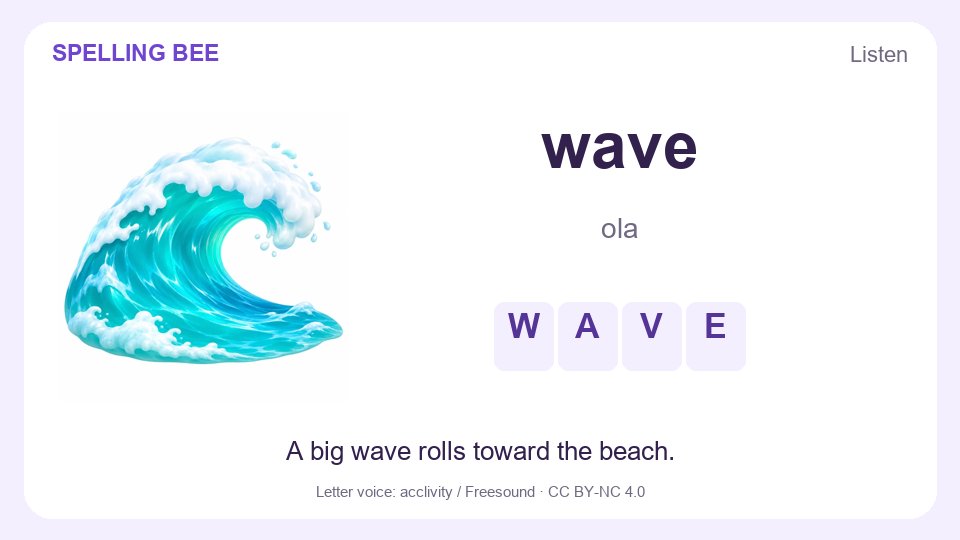 SPELLING BEE
Listen
wave
ola
W A V E
A big wave rolls toward the beach.
Letter voice: acclivity / Freesound · CC BY-NC 4.0